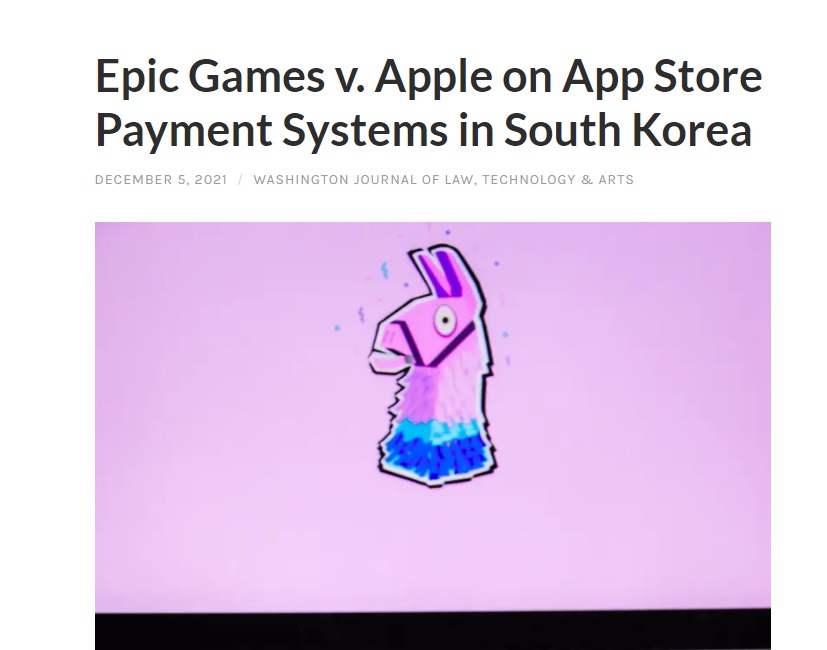 Epic Games v. Apple on App Store
Payment Systems in South Korea
DECEMBER 5, 2021 / WASHINGTON JOURNAL OF LAW, TECHNOLOGY & ARTS